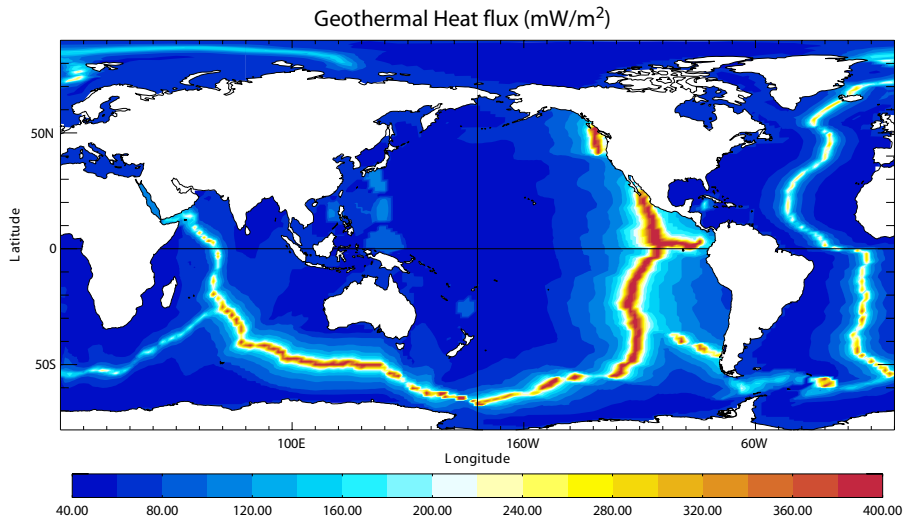 Geothermal Heat flux (mW/m²)
50N
0
50S
Latitude
100E 160W 60W
Longitude
40.00 80.00 120.00 160.00 200.00 240.00 280.00 320.00 360.00 400.00